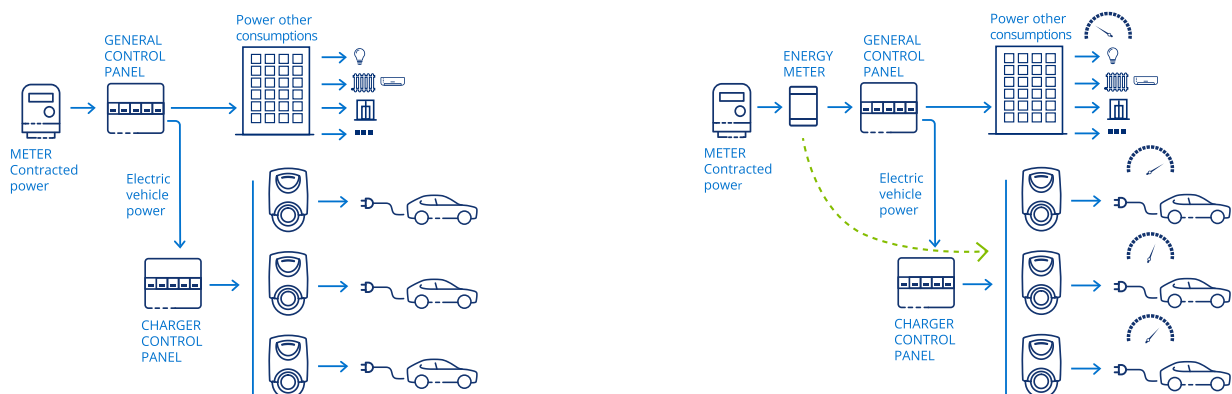 Power other
consumptions
GENERAL
CONTROL
PANEL
METER
Contracted
power
Electric
vehicle
power
CHARGER
CONTROL
PANEL
Power other
consumptions
GENERAL
CONTROL
PANEL
ENERGY
METER
METER
Contracted
power
Electric
vehicle
power
CHARGER
CONTROL
PANEL